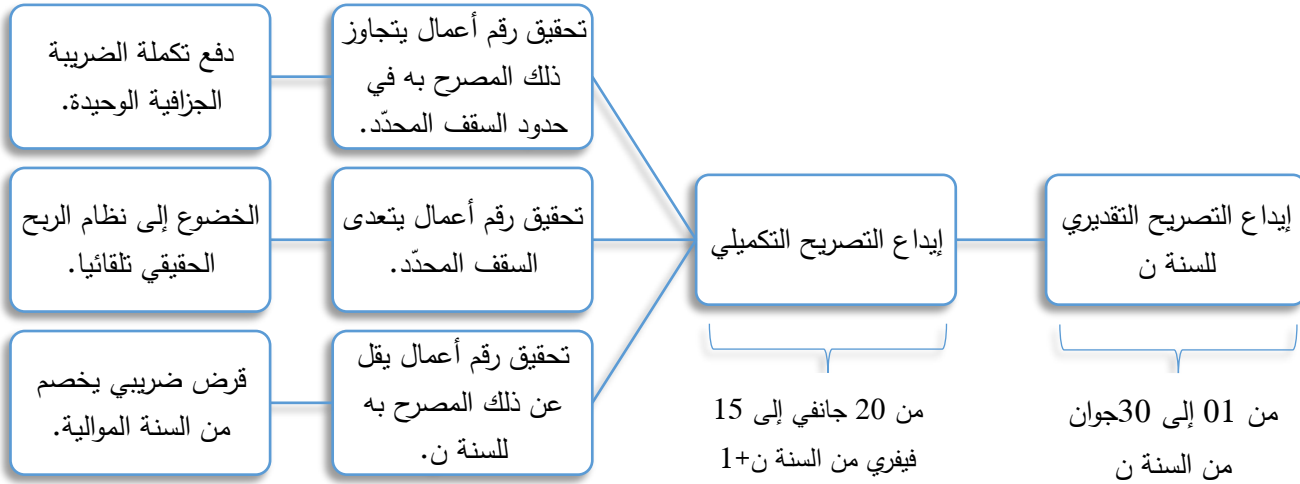 إيداع التصريح التقديري
للسنة ن
من 01 إلى 30جوان
من السنة ن
إيداع التصريح التكميلي
من 20 جانفي إلى 15
فيفري من السنة ن+1
تحقيق رقم أعمال يتجاوز
ذلك المصرح به في
حدود السقف المحدّد.
دفع تكملة الضريبة
الجزافية الوحيدة.
تحقيق رقم أعمال يتعدى
السقف المحدّد.
الخضوع إلى نظام الربح
الحقيقي تلقائيا.
تحقيق رقم أعمال يقل
عن ذلك المصرح به
للسنة ن.
قرض ضريبي يخصم
من السنة الموالية.